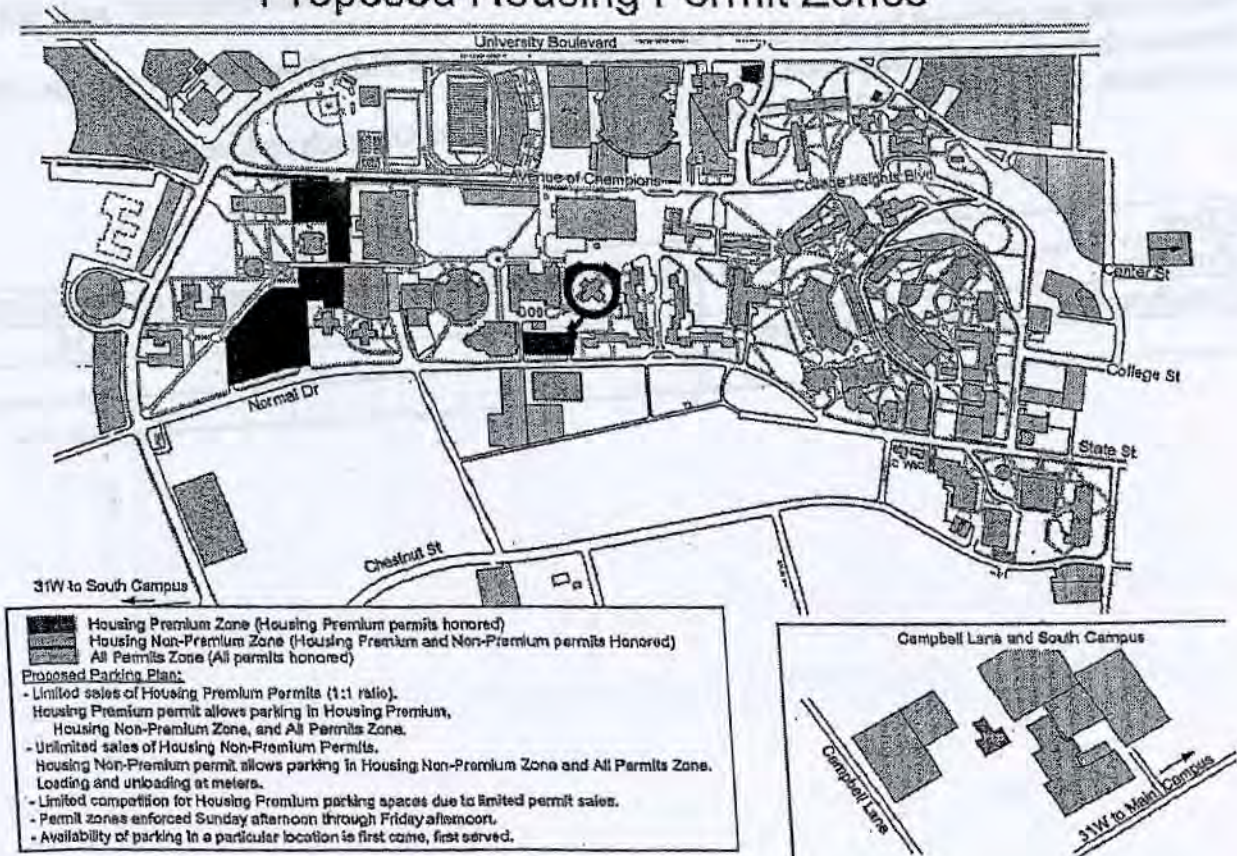 Proposed Housing Permit Zones
University Boulevard
Avenue of Champions
College Heights Blvd
Center St
College St
Normal Dr
State St
Chestnut St
31W to South Campus
Housing Premium Zone (Housing Premium permits honored)
Housing Non-Premium Zone (Housing Premium and Non-Premium permits Honored)
All Permits Zone (All permits honored)
Proposed Parking Plan:
- Limited sales of Housing Premium Permits (1:1 ratio).
Housing Premium permit allows parking in Housing Premium,
Housing Non-Premium Zone, and All Permits Zone.
- Unlimited sales of Housing Non-Premium Permits.
Housing Non-Premium permit allows parking in Housing Non-Premium Zone and All Permits Zone.
Loading and unloading at meters.
- Limited competition for Housing Premium parking spaces due to limited permit sales.
- Permit zones enforced Sunday afternoon through Friday afternoon.
- Availability of parking in a particular location is first come, first served.
Campbell Lane and South Campus
Campbell Lane
31W to Main Campus